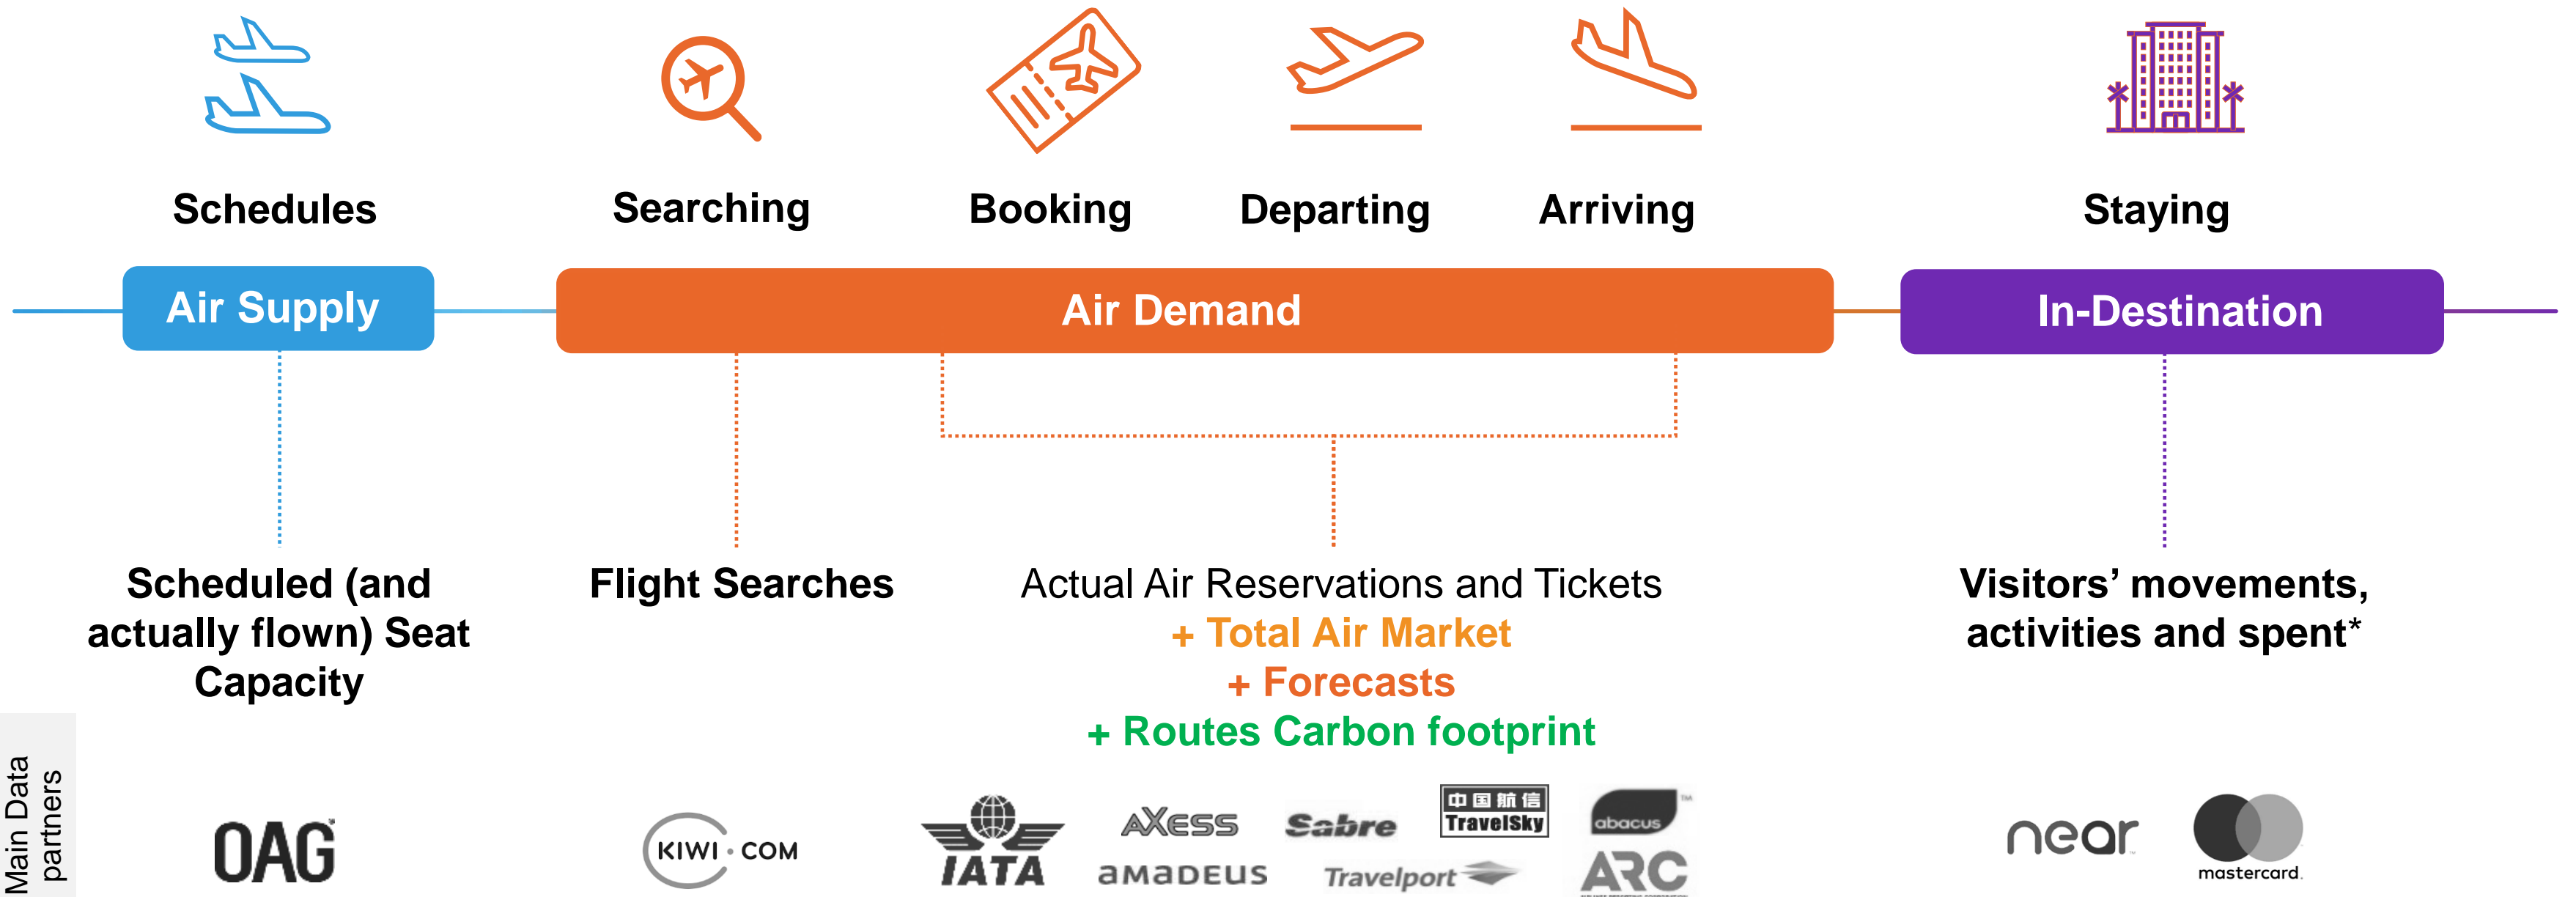 Schedules
Searching
Booking
Departing
Arriving
Staying
Air Supply
Air Demand
In-Destination
Scheduled (and
actually flown) Seat
Capacity
Flight Searches
Actual Air Reservations and Tickets
+ Total Air Market
+ Forecasts
+ Routes Carbon footprint
Visitors’ movements,
activities and spent*
Main Data
partners
OAG
KIWI.COM
IATA
AXESS
AMADEUS
Sabre
Travelport
中国航信
TravelSky
abacus™
ARC
near
mastercard.